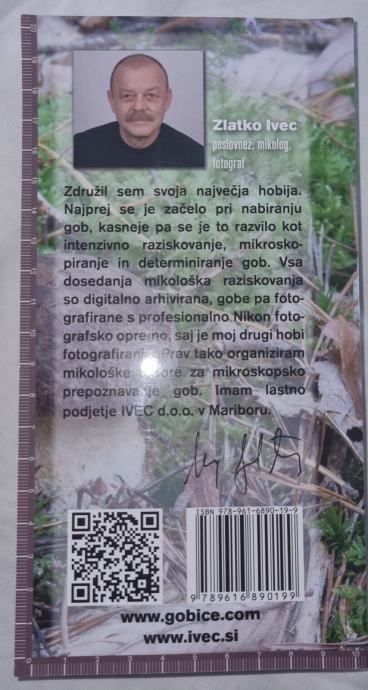 Zlatko Ivec
poslovnež, mikolog,
fotograf
Združil sem svoja največja hobija.
Najprej se je začelo pri nabiranju
gob, kasneje pa se je to razvilo kot
intenzivno raziskovanje, mikrosko-
piranje in determiniranje gob. Vsa
dosedanja mikološka raziskovanja
so digitalno arhivirana, gobe pa foto-
grafirane s profesionalno Nikon foto-
grafsko opremo, saj je moj drugi hobi
Prav tako organiziram
mikološke za mikroskopsko
gob. Imam lastno
podjetje IVEC d.o.o. v Mariboru.
ISBN 978-961-6890-19-9
9 789616 890199
www.gobice.com
www.ivec.si